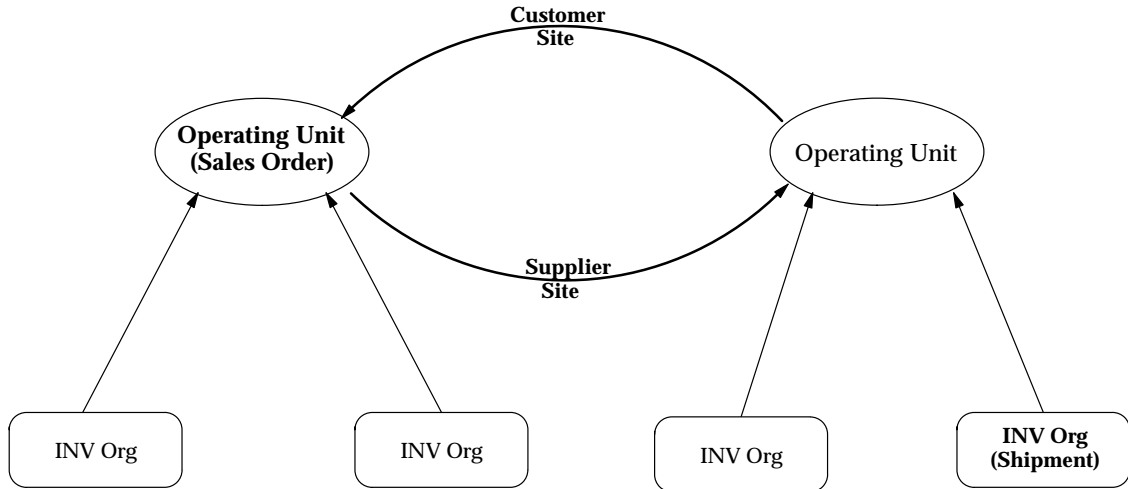 Customer
Site
Operating Unit
(Sales Order)
Operating Unit
Supplier
Site
INV Org
INV Org
INV Org
INV Org
(Shipment)